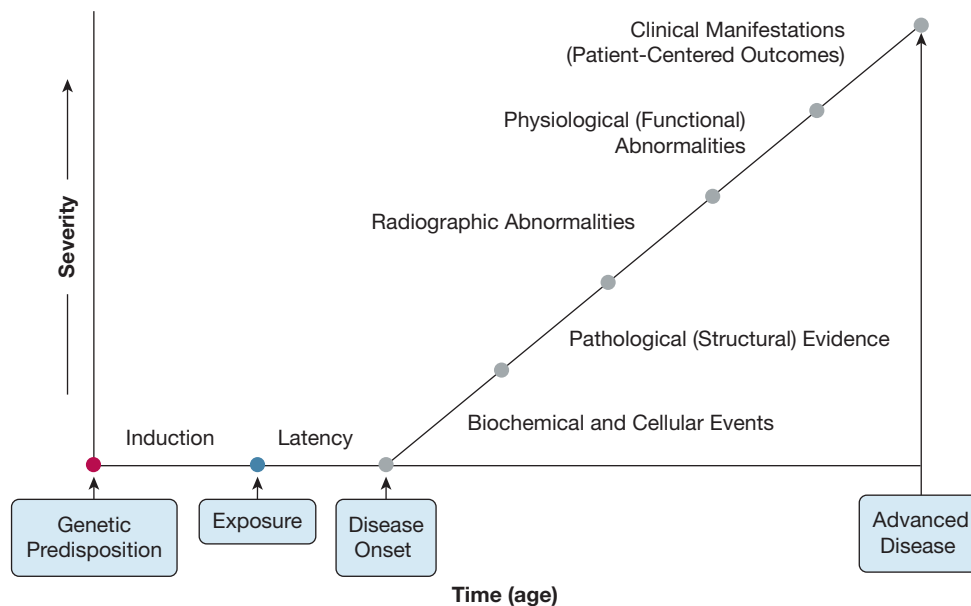 Clinical Manifestations
(Patient-Centered Outcomes)
Physiological (Functional)
Abnormalities
Radiographic Abnormalities
Severity
Pathological (Structural) Evidence
Biochemical and Cellular Events
Induction
Latency
Genetic
Predisposition
Exposure
Disease
Onset
Advanced
Disease
Time (age)